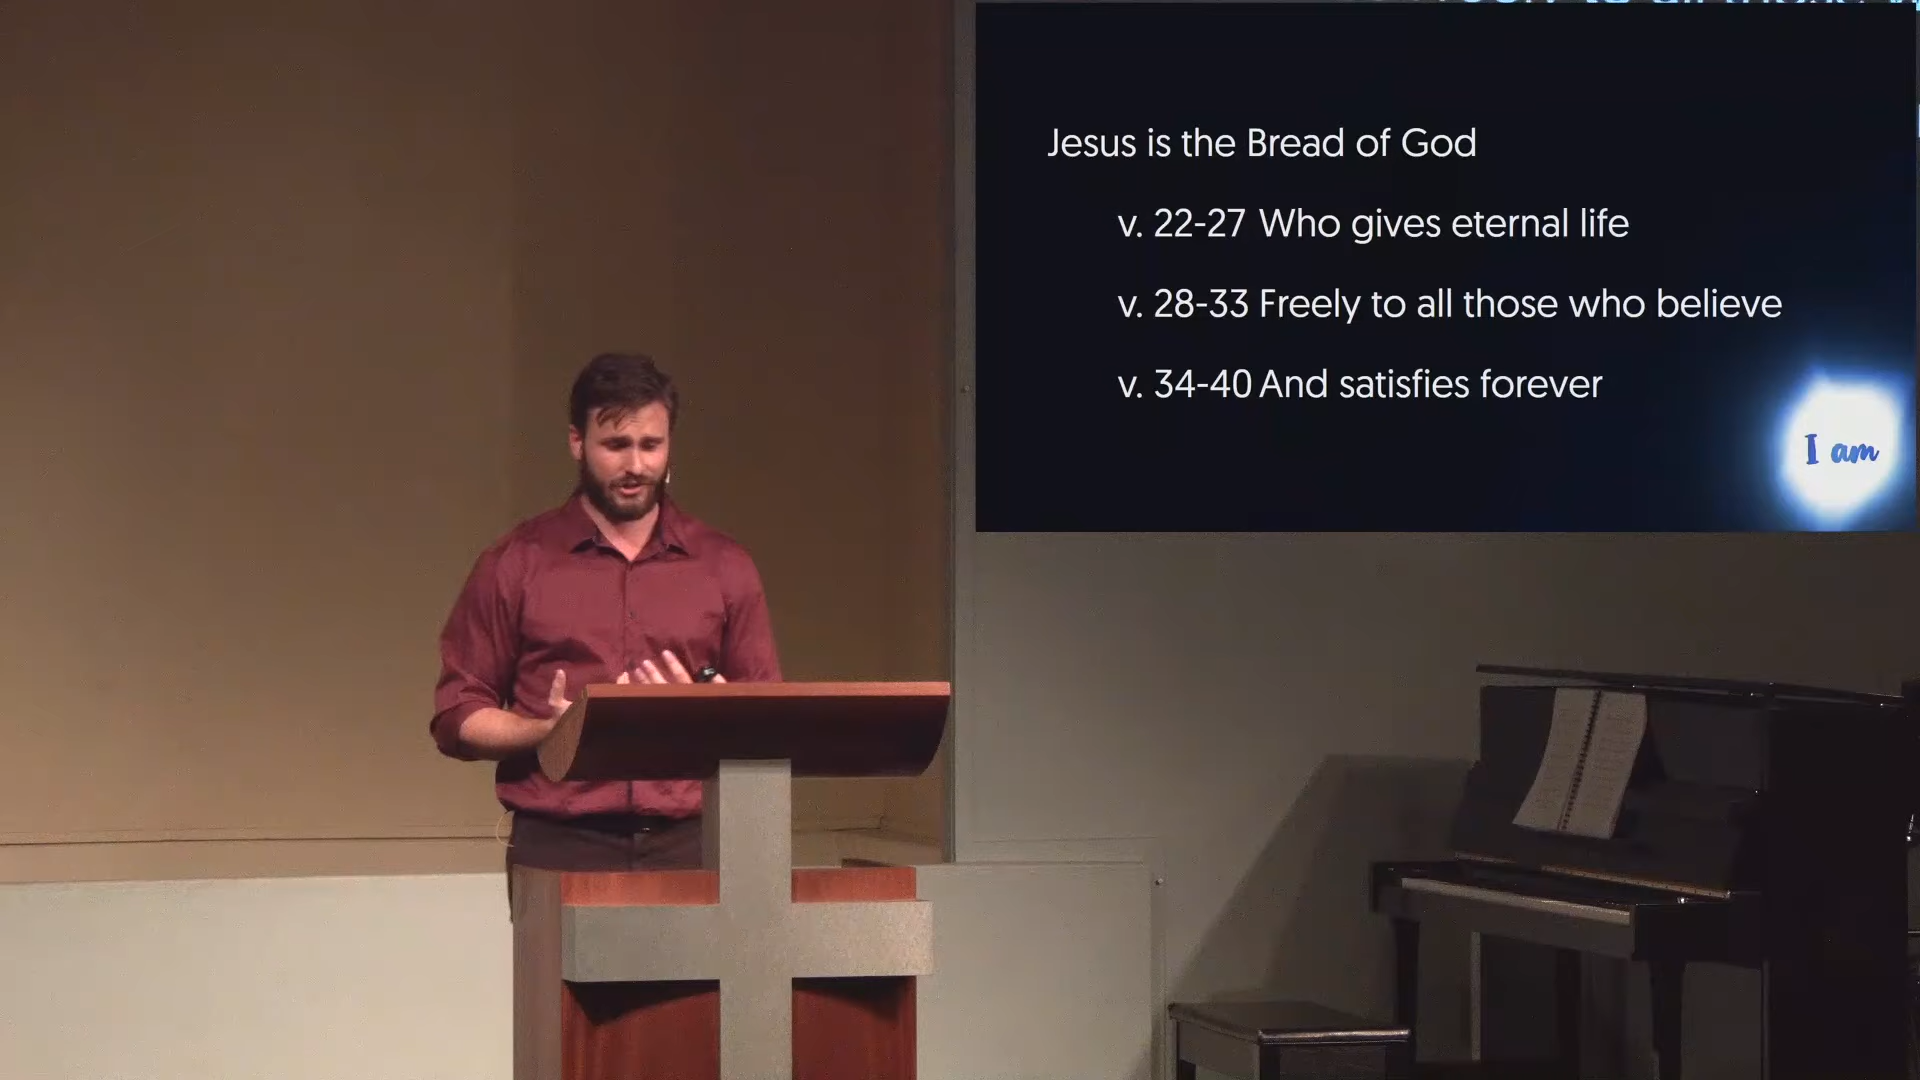 Jesus is the Bread of God
v. 22-27 Who gives eternal life
v. 28-33 Freely to all those who believe
v. 34-40 And satisfies forever
I am